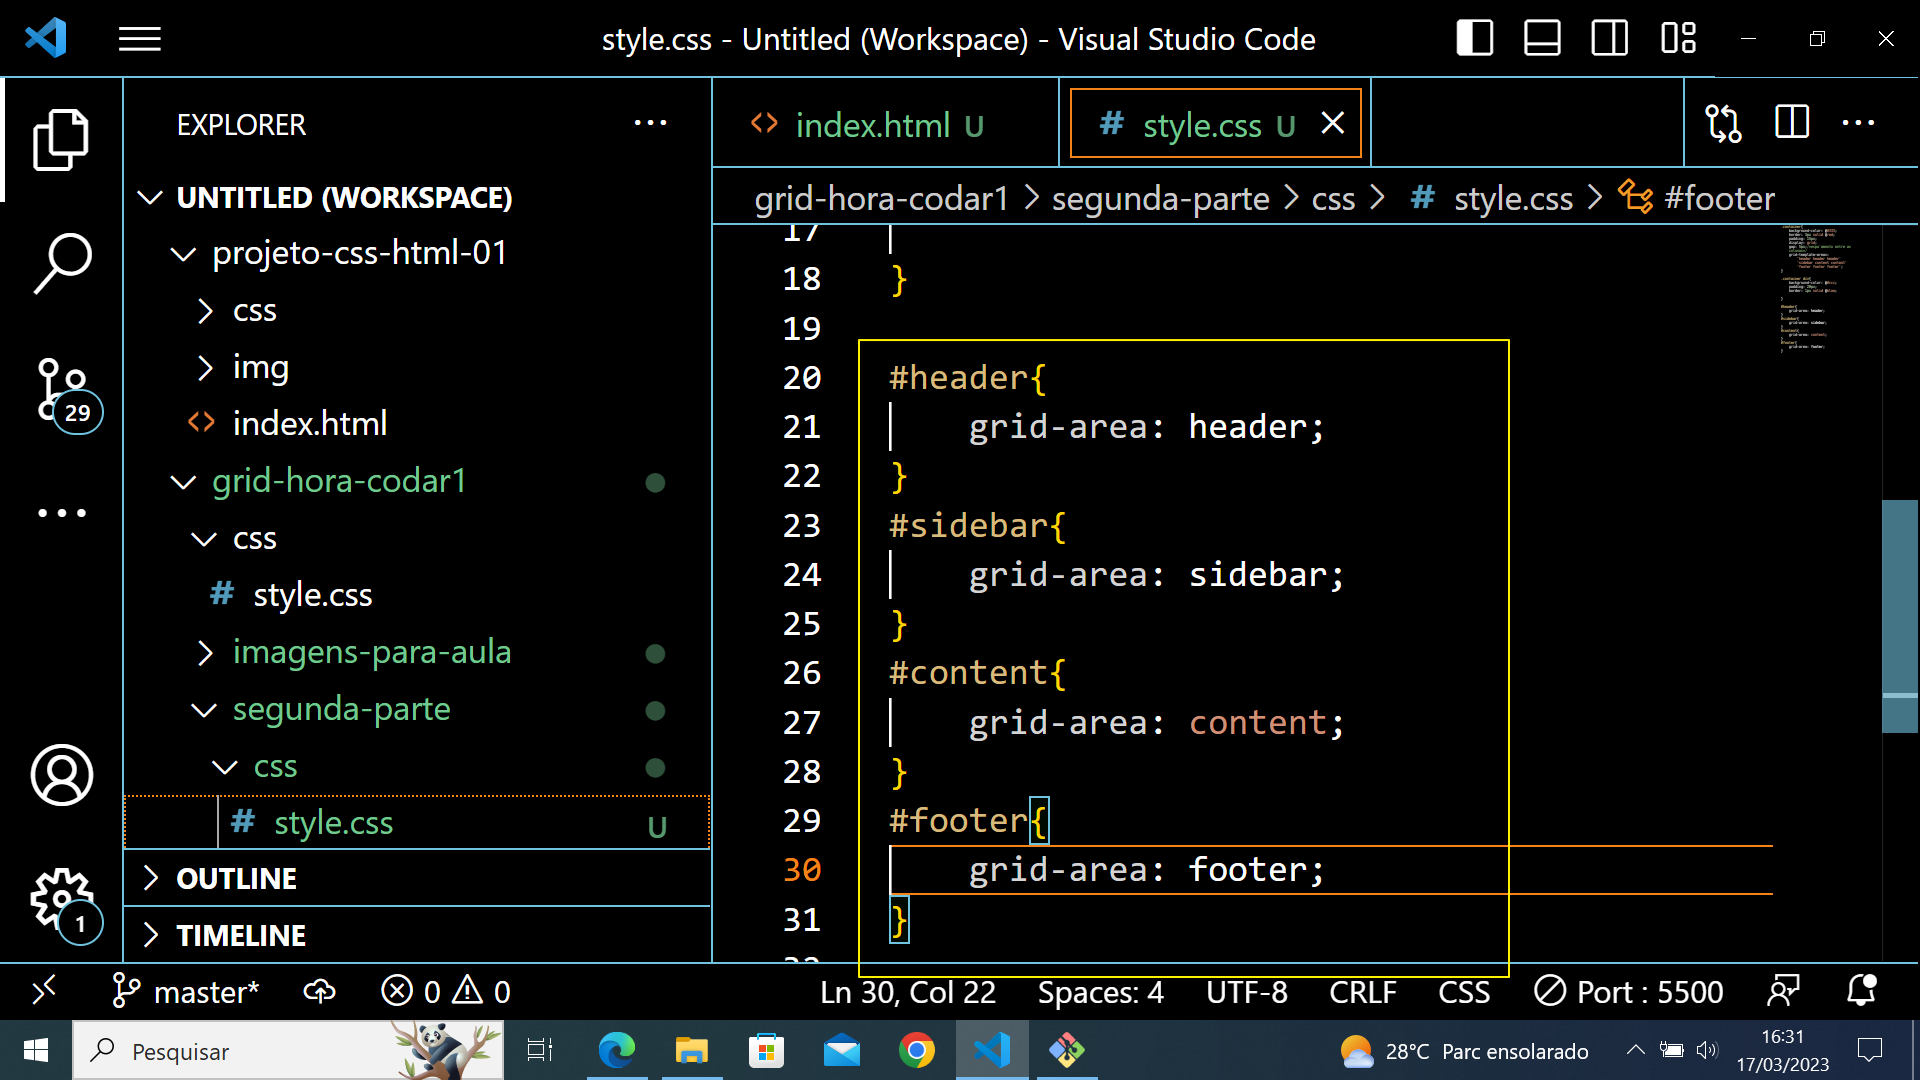 style.css - Untitled (Workspace) - Visual Studio Code
EXPLORER
UNTITLED (WORKSPACE)
projeto-css-html-01
css
img
index.html
grid-hora-codar1
css
# style.css
imagens-para-aula
segunda-parte
css
# style.css U
OUTLINE
TIMELINE
29
1
<> index.html U
# style.css U
grid-hora-codar1 > segunda-parte > css > # style.css > #footer
17
18 }
19
20 #header{
21 grid-area: header;
22 }
23 #sidebar{
24 grid-area: sidebar;
25 }
26 #content{
27 grid-area: content;
28 }
29 #footer{
30 grid-area: footer;
31 }
master* 0 0 Ln 30, Col 22 Spaces: 4 UTF-8 CRLF CSS Port : 5500
Pesquisar
28°C Parc ensolarado
16:31
17/03/2023